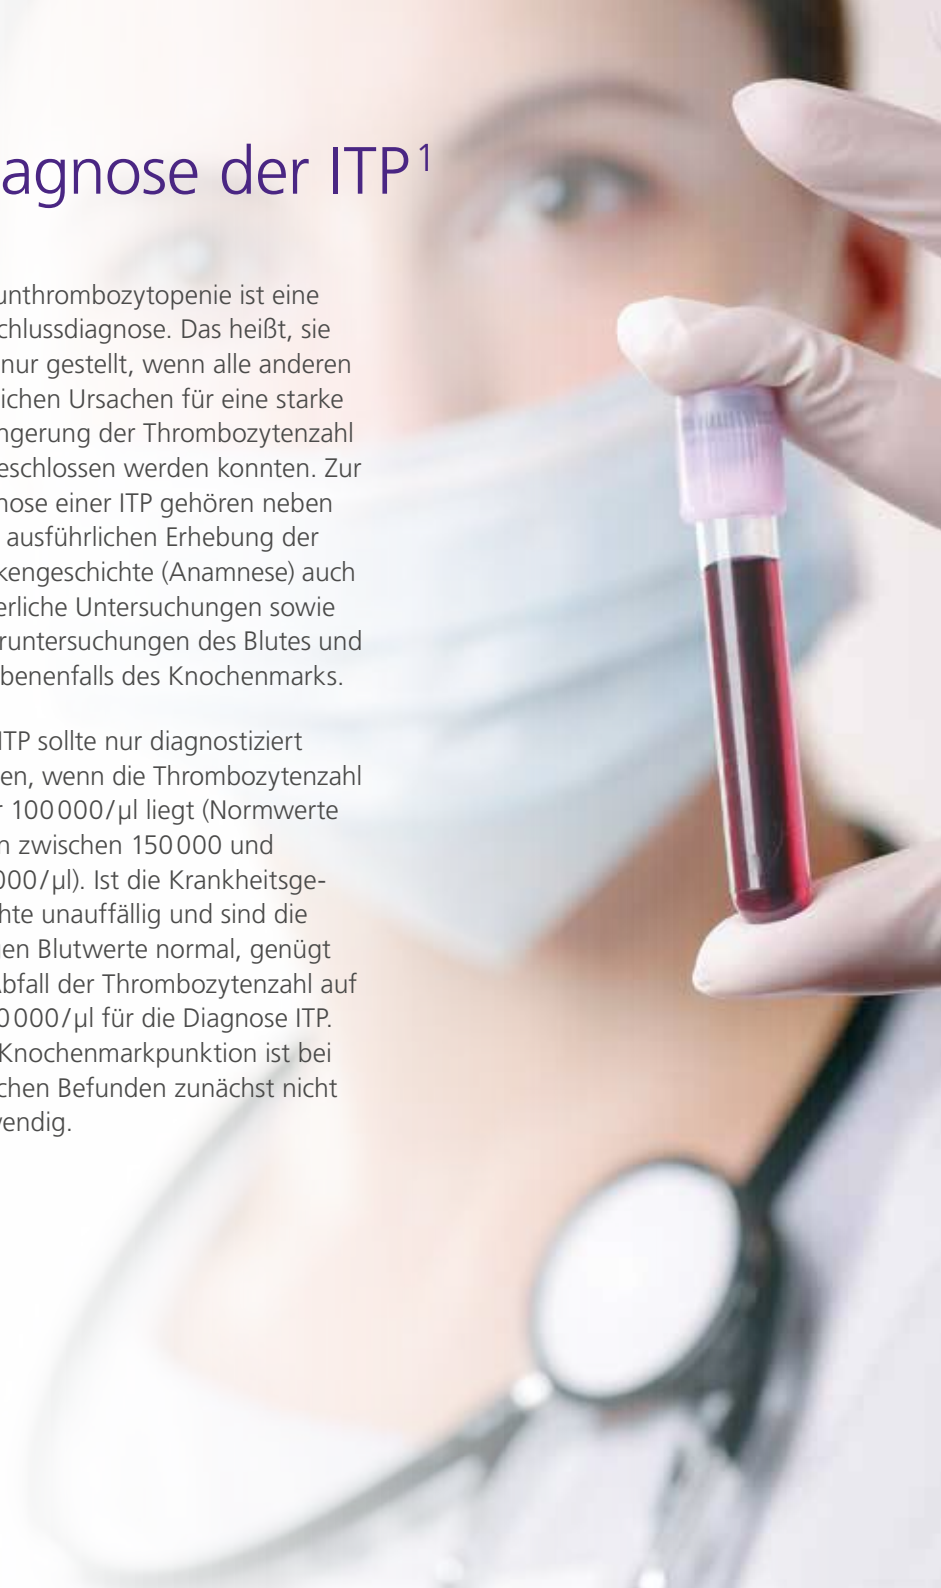 agnose der ITP¹
unthrombozytopenie ist eine
chlussdiagnose. Das heißt, sie
nur gestellt, wenn alle anderen
lichen Ursachen für eine starke
ngerung der Thrombozytenzahl
eschlossen werden konnten. Zur
nose einer ITP gehören neben
ausführlichen Erhebung der
kengeschichte (Anamnese) auch
erliche Untersuchungen sowie
runtersuchungen des Blutes und
benenfalls des Knochenmarks.
ITP sollte nur diagnostiziert
en, wenn die Thrombozytenzahl
r 100 000/µl liegt (Normwerte
n zwischen 150 000 und
000/µl). Ist die Krankheitsge-
hte unauffällig und sind die
gen Blutwerte normal, genügt
Abfall der Thrombozytenzahl auf
0 000/µl für die Diagnose ITP.
Knochenmarkpunktion ist bei
chen Befunden zunächst nicht
vendig.